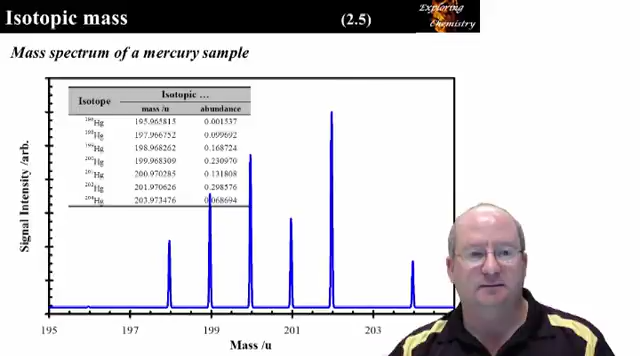 Isotopic mass
(2.5)
Exploring
Chemistry
Mass spectrum of a mercury sample
Isotope
Isotopic …
mass /u
abundance
¹⁹⁶Hg 195.965815 0.001537
¹⁹⁸Hg 197.966752 0.099692
¹⁹⁹Hg 198.968262 0.168724
²⁰⁰Hg 199.968309 0.230970
²⁰¹Hg 200.970285 0.131808
²⁰²Hg 201.970626 0.298576
²⁰⁴Hg 203.973476 0.068694
Signal Intensity /arb.
195 197 199 201 203
Mass /u